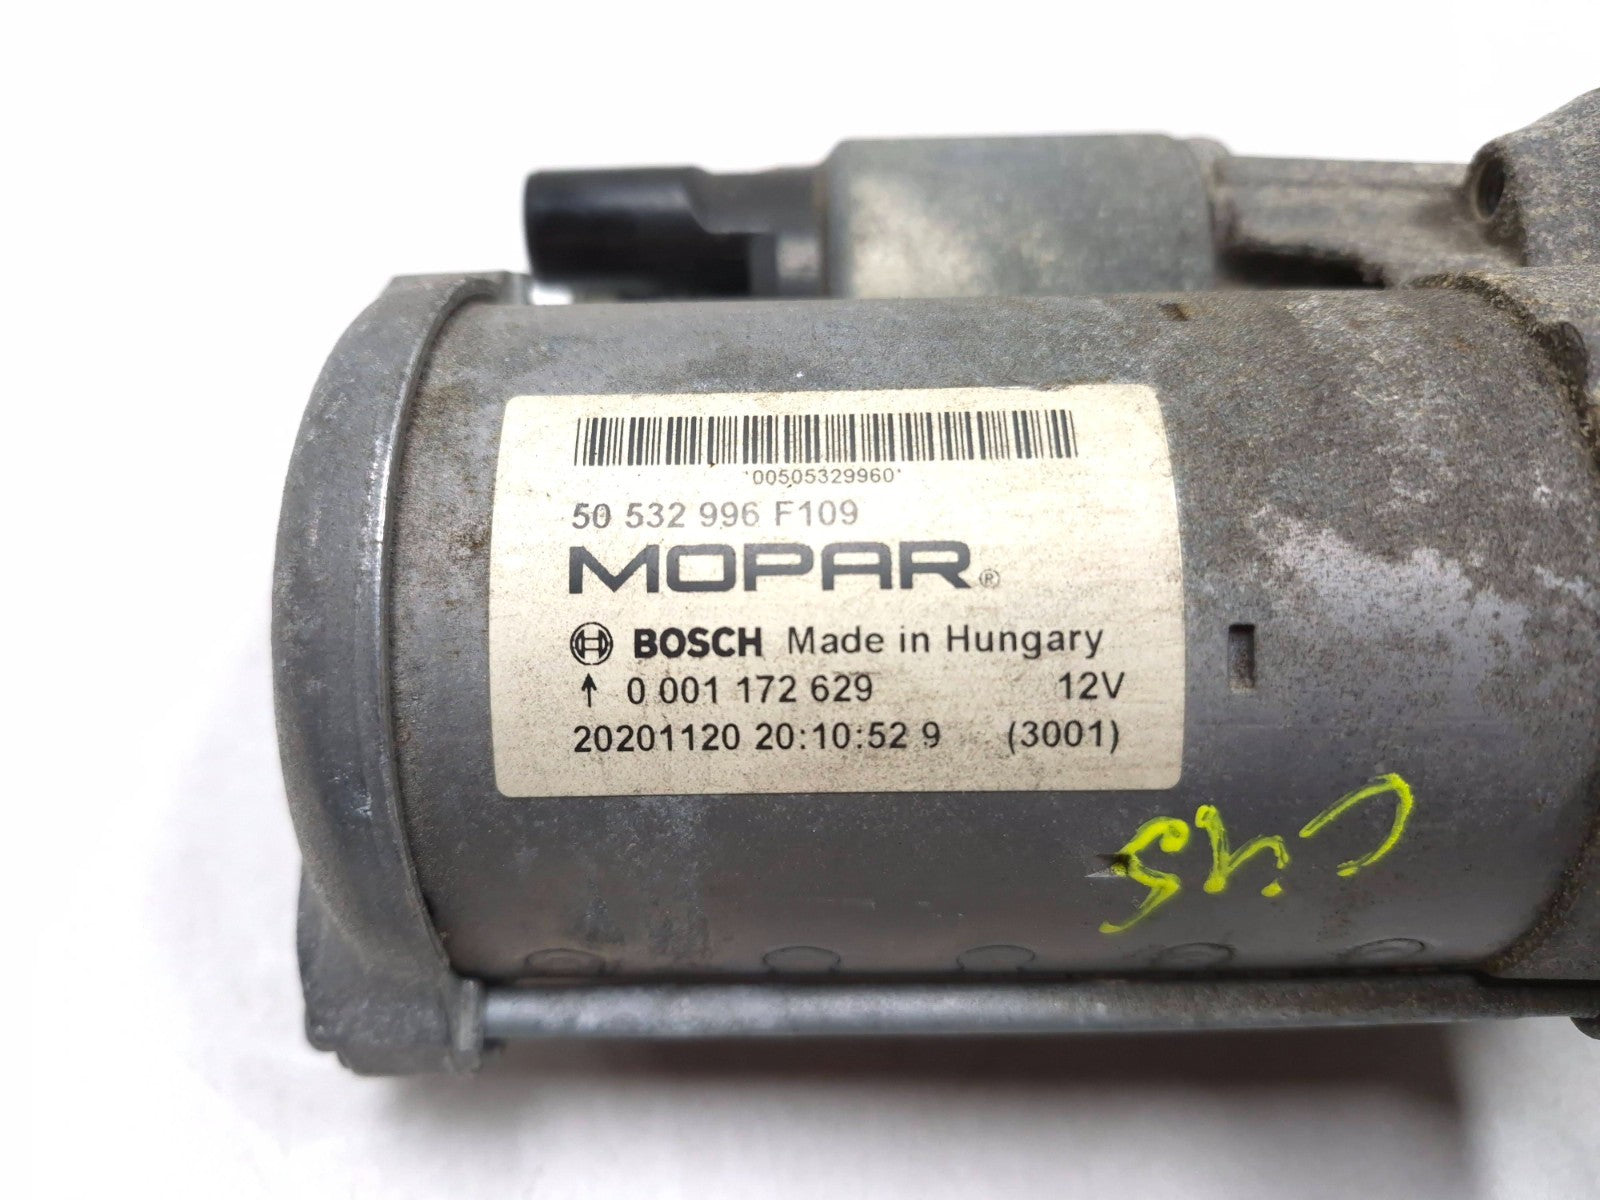 '00505329960'
50 532 996 F109
MOPAR®
BOSCH Made in Hungary
↑ 0 001 172 629 12V
20201120 20:10:52 9 (3001)